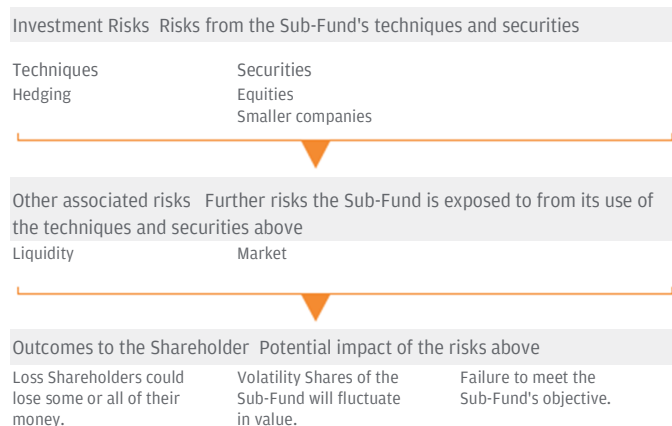 Investment Risks Risks from the Sub-Fund's techniques and securities
Techniques Securities
Hedging Equities
Smaller companies
Other associated risks Further risks the Sub-Fund is exposed to from its use of
the techniques and securities above
Liquidity Market
Outcomes to the Shareholder Potential impact of the risks above
Loss Shareholders could Volatility Shares of the Failure to meet the
lose some or all of their Sub-Fund will fluctuate Sub-Fund's objective.
money. in value.